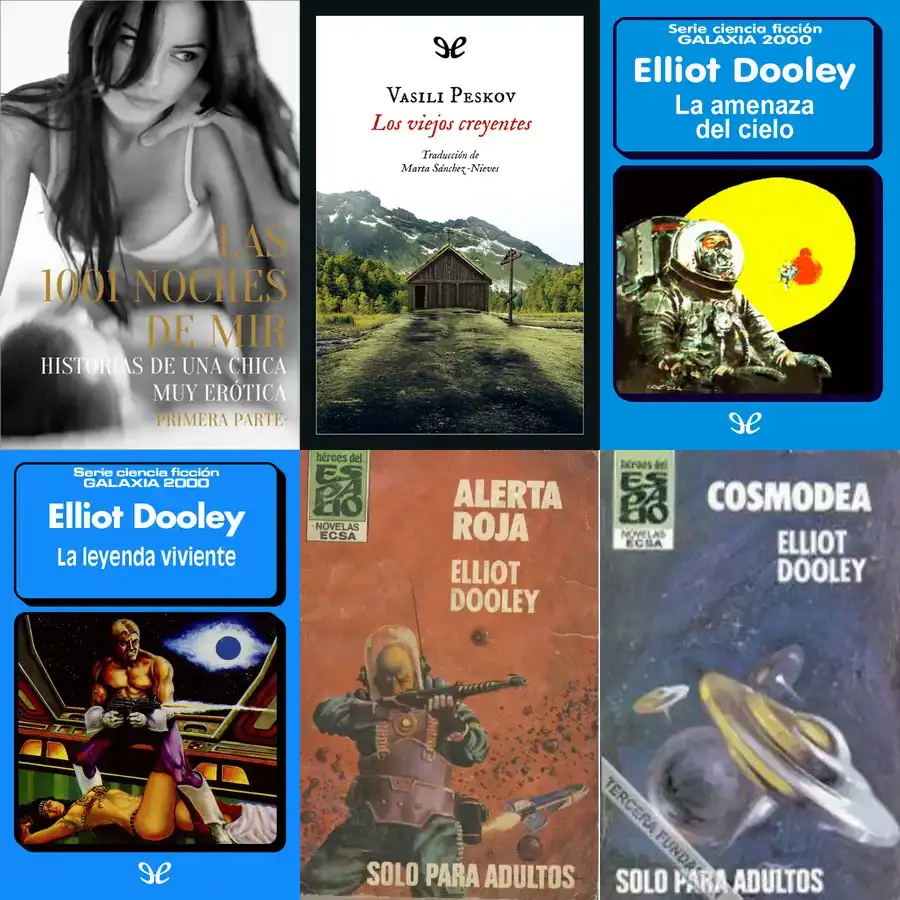 LAS
1001 NOCHES
DE MIR
HISTORIAS DE UNA CHICA
MUY ERÓTICA
-PRIMERA PARTE-
VASILI PESKOV
Los viejos creyentes
Traducción de
Marta Sánchez-Nieves
Serie ciencia ficción
GALAXIA 2000
Elliot Dooley
La amenaza
del cielo
Serie ciencia ficción
GALAXIA 2000
Elliot Dooley
La leyenda viviente
héroes del
ESPACIO
NOVELAS
ECSA
ALERTA
ROJA
ELLIOT
DOOLEY
SOLO PARA ADULTOS
héroes del
ESPACIO
NOVELAS
ECSA
COSMODEA
ELLIOT
DOOLEY
TERCERA
SOLO PARA ADULTOS